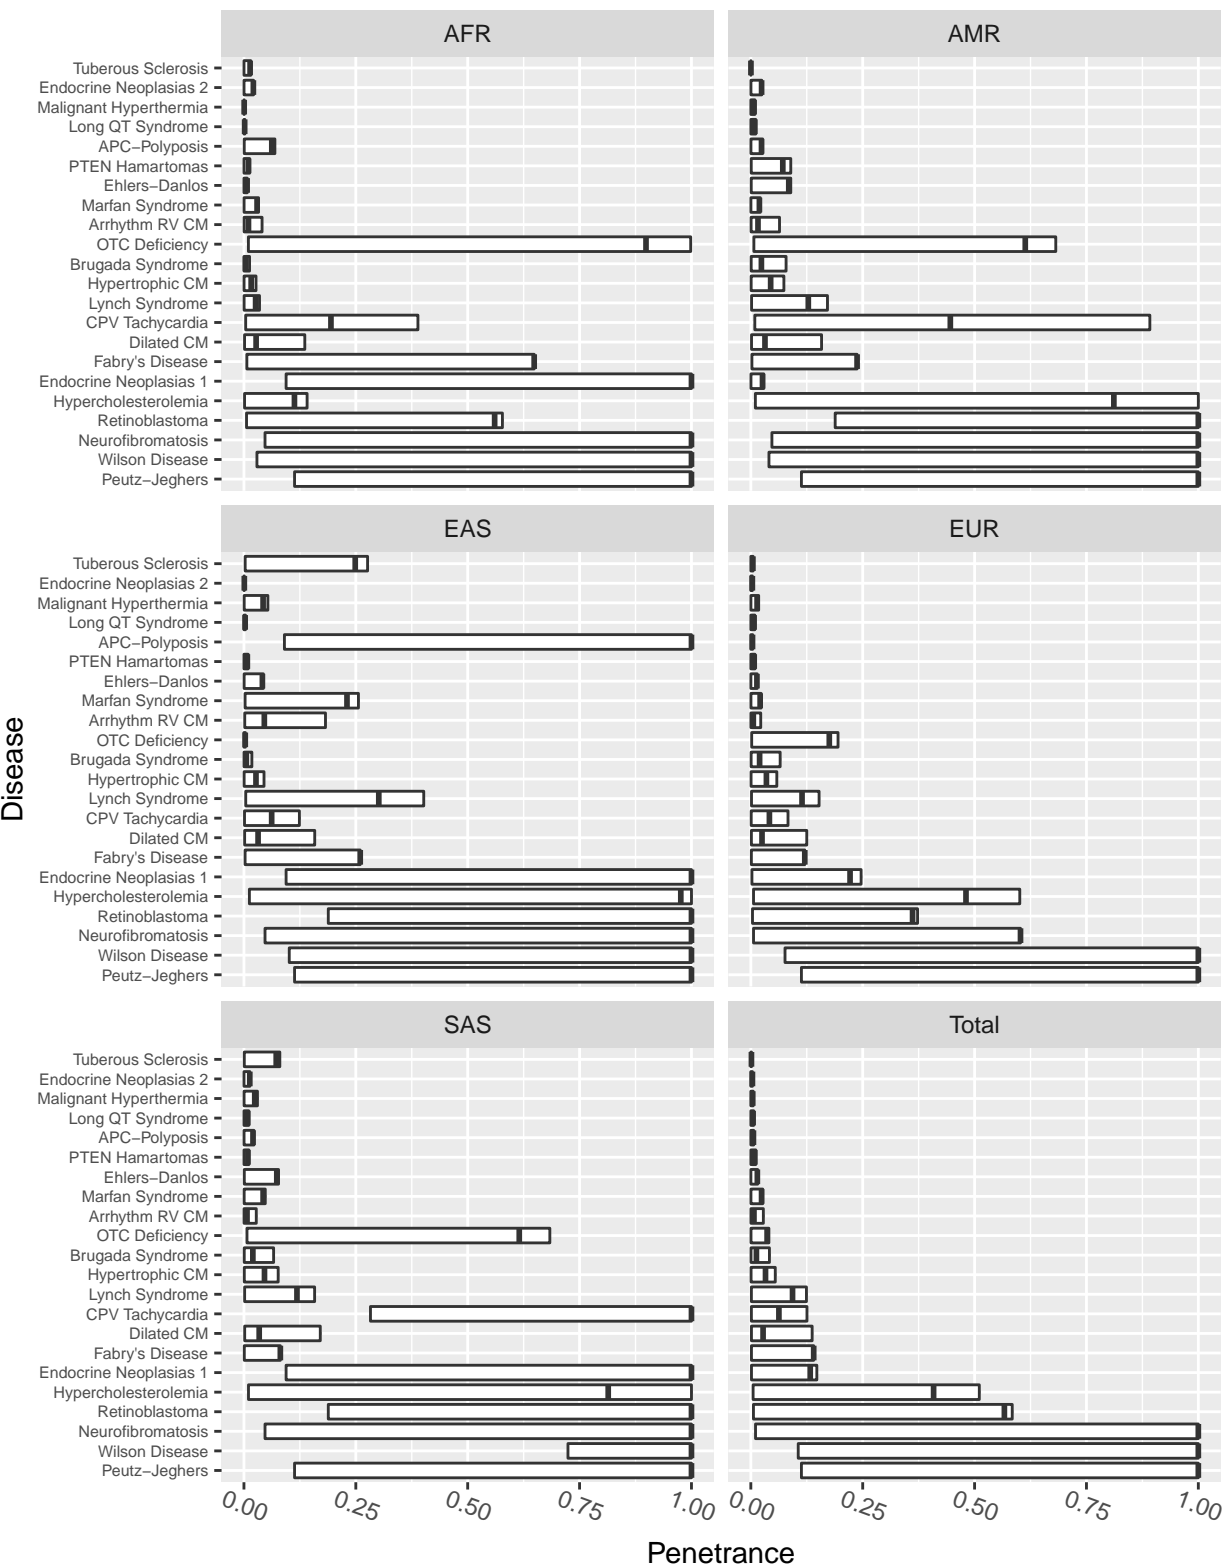 AFR
AMR
Tuberous Sclerosis
Endocrine Neoplasias 2
Malignant Hyperthermia
Long QT Syndrome
APC−Polyposis
PTEN Hamartomas
Ehlers−Danlos
Marfan Syndrome
Arrhythm RV CM
OTC Deficiency
Brugada Syndrome
Hypertrophic CM
Lynch Syndrome
CPV Tachycardia
Dilated CM
Fabry's Disease
Endocrine Neoplasias 1
Hypercholesterolemia
Retinoblastoma
Neurofibromatosis
Wilson Disease
Peutz−Jeghers
EAS
EUR
Tuberous Sclerosis
Endocrine Neoplasias 2
Malignant Hyperthermia
Long QT Syndrome
APC−Polyposis
PTEN Hamartomas
Ehlers−Danlos
Marfan Syndrome
Arrhythm RV CM
OTC Deficiency
Brugada Syndrome
Hypertrophic CM
Lynch Syndrome
CPV Tachycardia
Dilated CM
Fabry's Disease
Endocrine Neoplasias 1
Hypercholesterolemia
Retinoblastoma
Neurofibromatosis
Wilson Disease
Peutz−Jeghers
Disease
SAS
Total
Tuberous Sclerosis
Endocrine Neoplasias 2
Malignant Hyperthermia
Long QT Syndrome
APC−Polyposis
PTEN Hamartomas
Ehlers−Danlos
Marfan Syndrome
Arrhythm RV CM
OTC Deficiency
Brugada Syndrome
Hypertrophic CM
Lynch Syndrome
CPV Tachycardia
Dilated CM
Fabry's Disease
Endocrine Neoplasias 1
Hypercholesterolemia
Retinoblastoma
Neurofibromatosis
Wilson Disease
Peutz−Jeghers
0.00 0.25 0.50 0.75 1.00
0.00 0.25 0.50 0.75 1.00
Penetrance